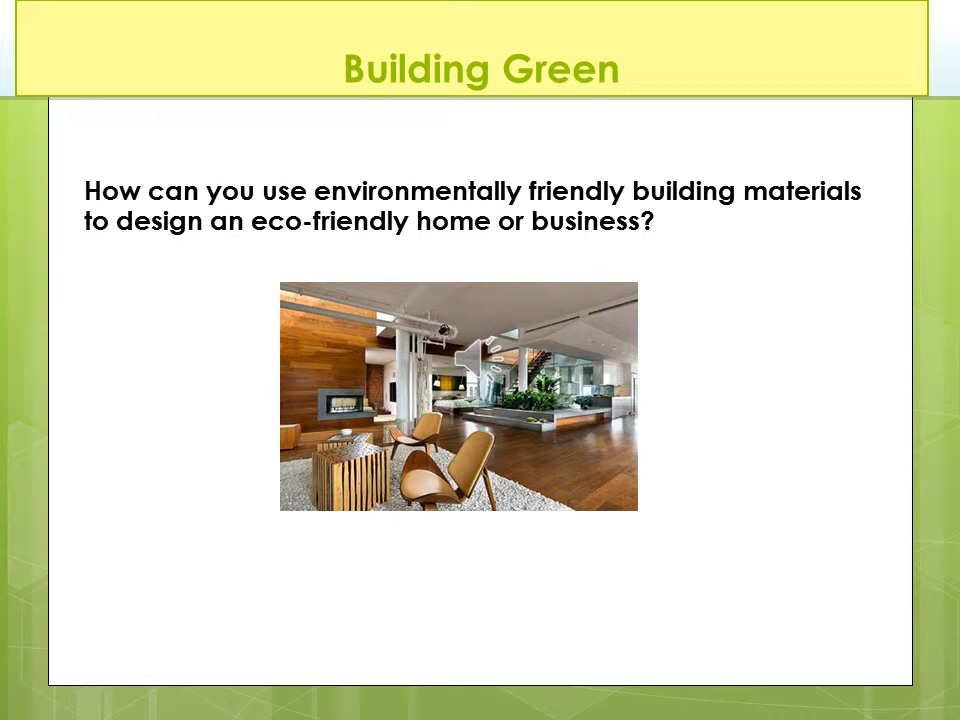 Building Green
How can you use environmentally friendly building materials
to design an eco-friendly home or business?